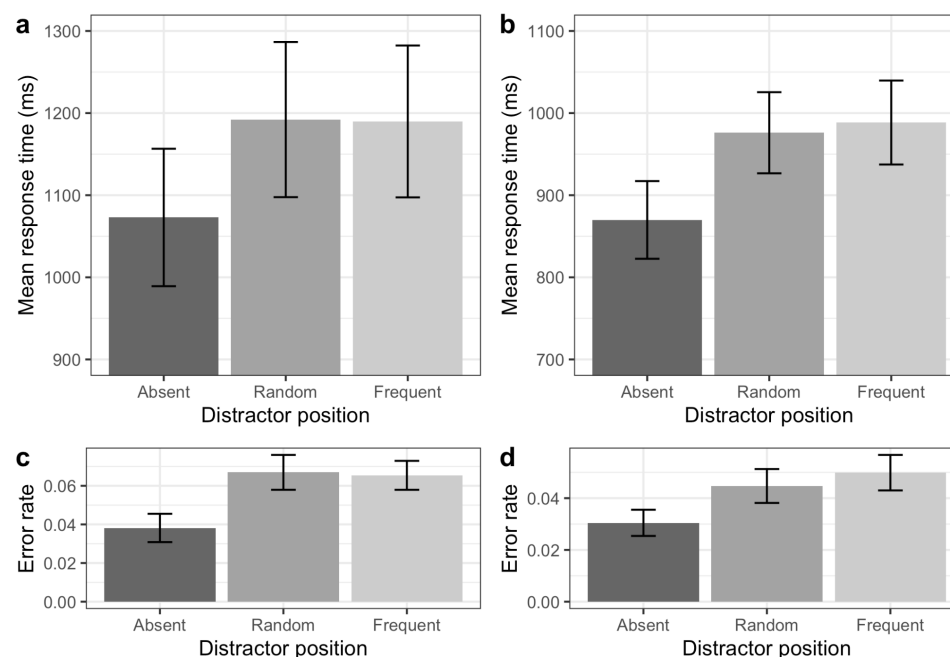 a
Mean response time (ms)
1300
1200
1100
1000
900
Absent Random Frequent
Distractor position
b
Mean response time (ms)
1100
1000
900
800
700
Absent Random Frequent
Distractor position
c
Error rate
0.06
0.04
0.02
0.00
Absent Random Frequent
Distractor position
d
Error rate
0.04
0.02
0.00
Absent Random Frequent
Distractor position